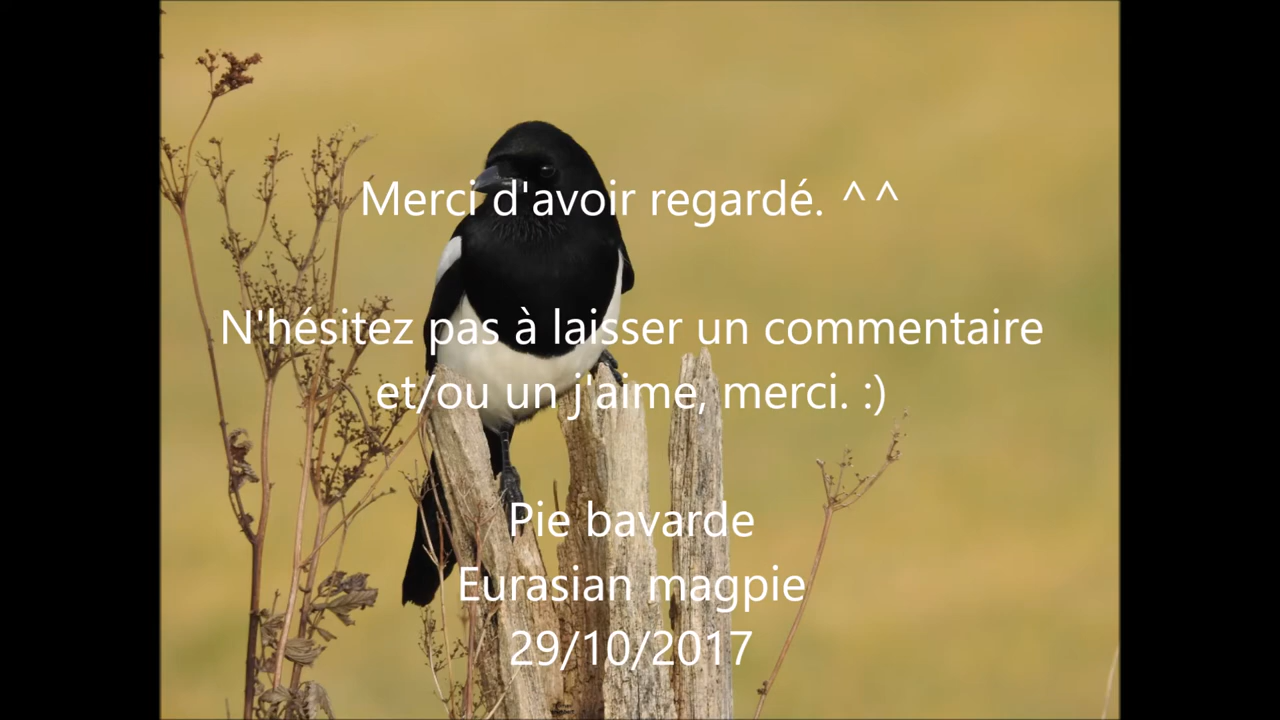 Merci d'avoir regardé. ^^
N'hésitez pas à laisser un commentaire
et/ou un j'aime, merci. :)
Pie bavarde
Eurasian magpie
29/10/2017